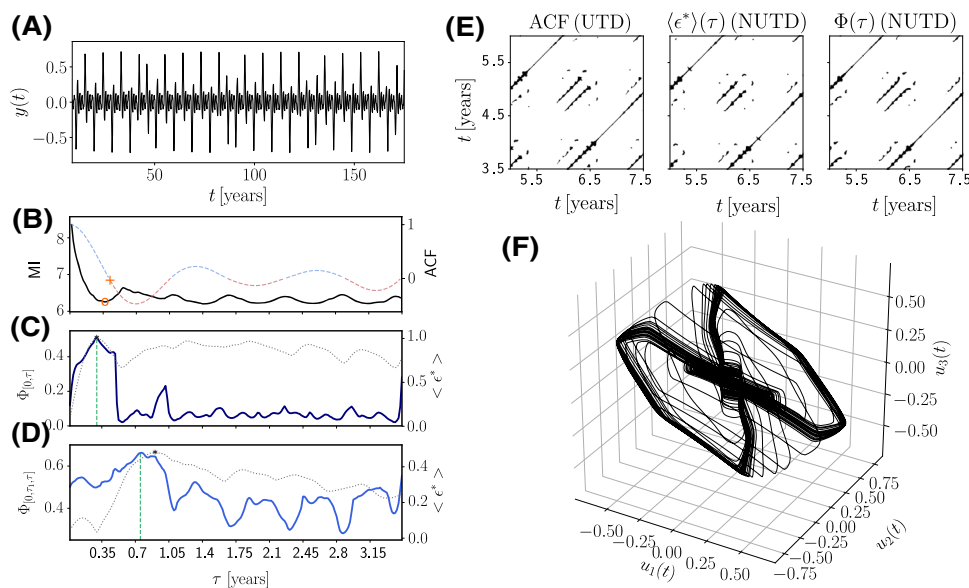 (A)
y(t)
0.5
0.0
−0.5
50
100
150
t [years]
(B)
MI
8
7
6
1
0
ACF
(C)
Φ[0,τ]
0.4
0.2
0.0
1.0
0.5
0.0
< ϵ* >
(D)
Φ[0,τ1,τ]
0.6
0.4
0.4
0.2
0.0
< ϵ* >
0.35
0.7
1.05
1.4
1.75
2.1
2.45
2.8
3.15
τ [years]
(E)
ACF (UTD)
⟨ϵ*⟩(τ) (NUTD)
Φ(τ) (NUTD)
t [years]
5.5
4.5
3.5
5.5
6.5
7.5
5.5
6.5
7.5
5.5
6.5
7.5
t [years]
t [years]
t [years]
(F)
0.50
0.25
0.00
−0.25
−0.50
u3(t)
0.75
0.50
0.25
0.00
−0.25
−0.50
−0.75
u2(t)
−0.50
−0.25
0.00
0.25
0.50
u1(t)